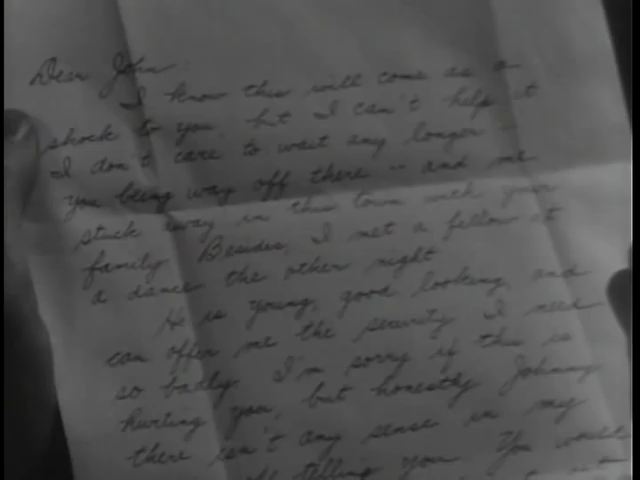 Dear John
I know this will come as a
shock to you, but I can't help it
I don't care to wait any longer --
you being way off there -- and me
stuck away in this town with your
family. Besides, I met a fellow at
a dance the other night
He is young, good looking, and
can offer me the security I need
so badly. I'm sorry if this is
hurting you, but honestly Johnny
there isn't any sense in my
telling you. You would